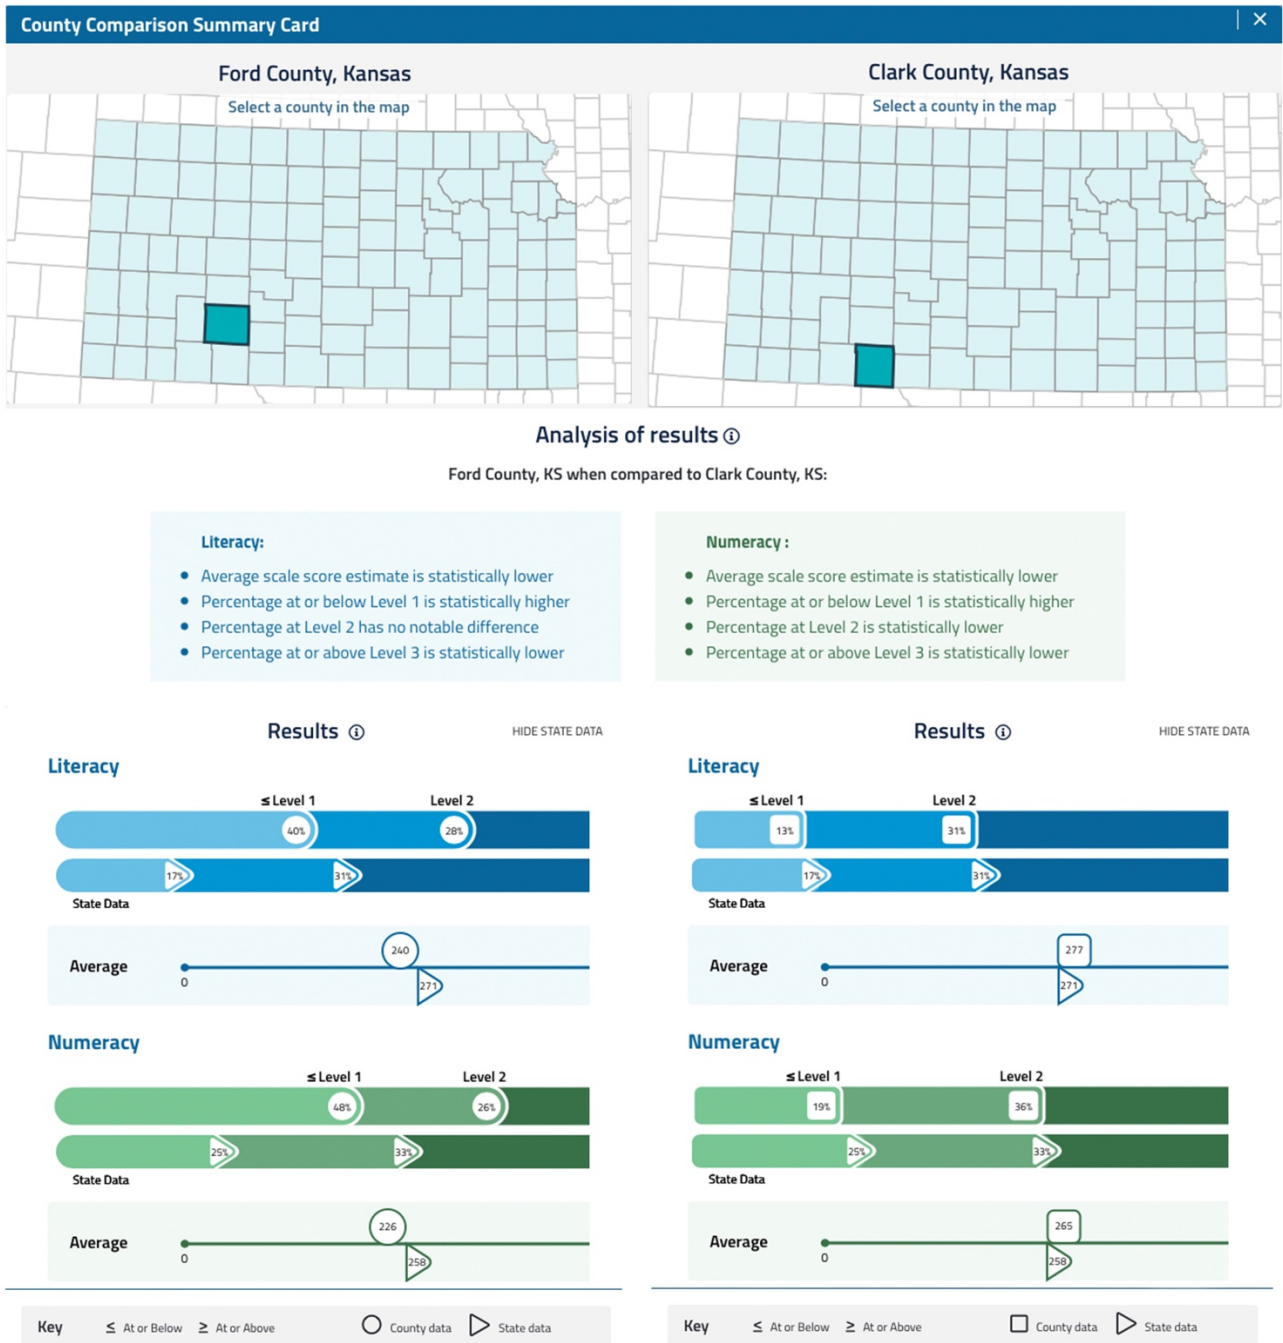 County Comparison Summary Card
Ford County, Kansas
Select a county in the map
Clark County, Kansas
Select a county in the map
Analysis of results
Ford County, KS when compared to Clark County, KS:
Literacy:
• Average scale score estimate is statistically lower
• Percentage at or below Level 1 is statistically higher
• Percentage at Level 2 has no notable difference
• Percentage at or above Level 3 is statistically lower
Numeracy :
• Average scale score estimate is statistically lower
• Percentage at or below Level 1 is statistically higher
• Percentage at Level 2 is statistically lower
• Percentage at or above Level 3 is statistically lower
Results HIDE STATE DATA
Literacy
≤ Level 1 Level 2
40% 28%
17% 31%
State Data
240
Average
0
271
Numeracy
≤ Level 1 Level 2
48% 26%
25% 33%
State Data
226
Average
0
258
Key ≤ At or Below ≥ At or Above County data State data
Results HIDE STATE DATA
Literacy
≤ Level 1 Level 2
13% 31%
17% 31%
State Data
277
Average
0
271
Numeracy
≤ Level 1 Level 2
19% 36%
25% 33%
State Data
265
Average
0
258
Key ≤ At or Below ≥ At or Above County data State data